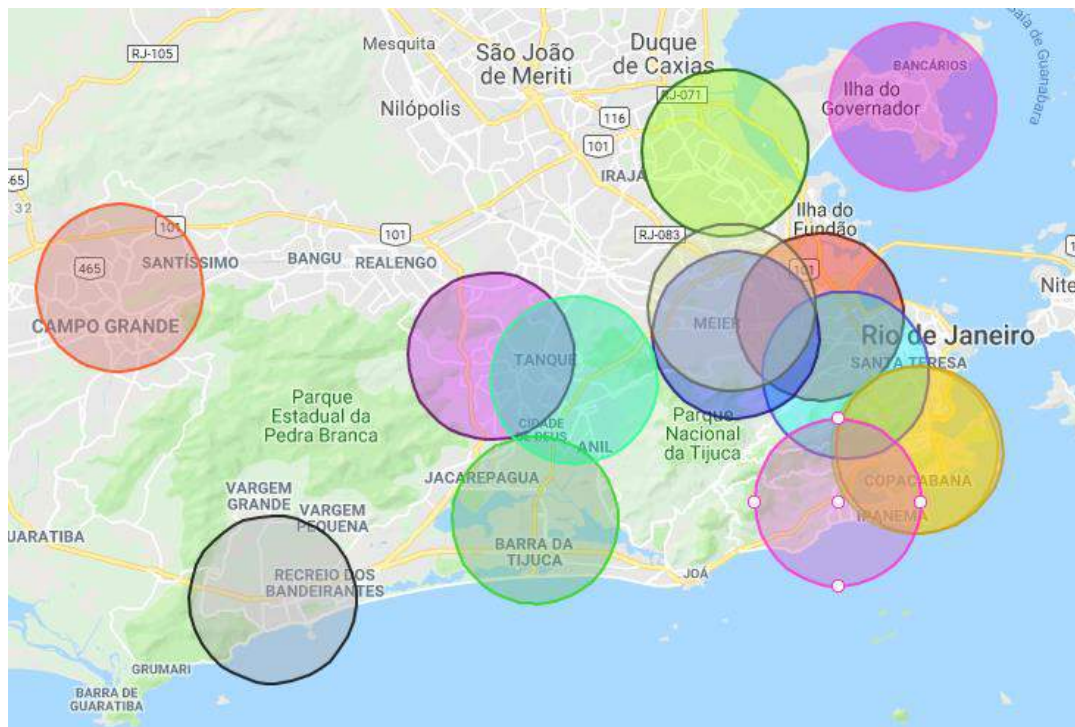 RJ-105
Mesquita
São João
de Meriti
Duque
de Caxias
RJ-071
Nilópolis
116
101
IRAJÁ
BANCÁRIOS
Ilha do
Governador
Baía de Guanabara
465
32
101
SANTÍSSIMO
BANGU
REALENGO
101
RJ-083
Ilha do
Fundão
101
465
CAMPO GRANDE
MEIER
Rio de Janeiro
SANTA TERESA
Nite
1
TANQUE
Parque
Estadual da
Pedra Branca
CIDADE
DE DEUS
ANIL
Parque
Nacional
da Tijuca
JACAREPAGUA
COPACABANA
IPANEMA
VARGEM
GRANDE
VARGEM
PEQUENA
GUARATIBA
BARRA DA
TIJUCA
JOÁ
RECREIO DOS
BANDEIRANTES
GRUMARI
BARRA DE
GUARATIBA